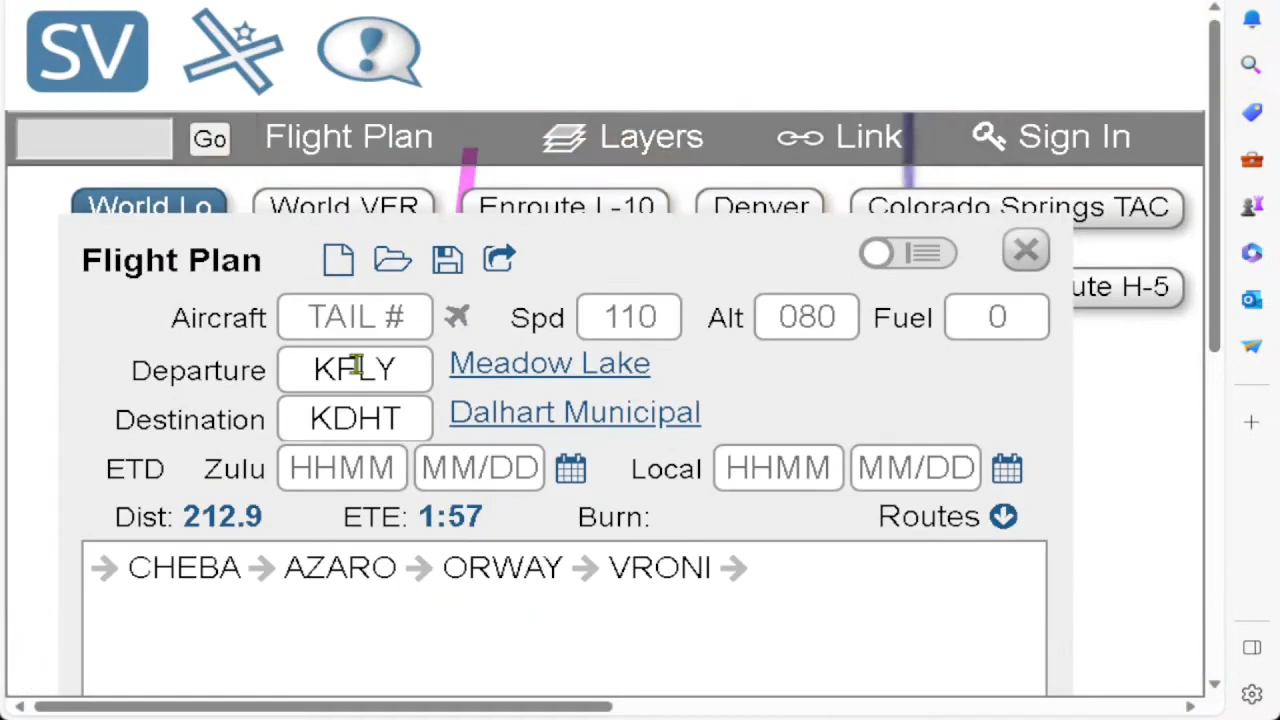 SV
Go Flight Plan Layers Link Sign In
World Lo World VFR Enroute L-10 Denver Colorado Springs TAC
ute H-5
Flight Plan
Aircraft TAIL # Spd 110 Alt 080 Fuel 0
Departure KFLY Meadow Lake
Destination KDHT Dalhart Municipal
ETD Zulu HHMM MM/DD Local HHMM MM/DD
Dist: 212.9 ETE: 1:57 Burn: Routes
CHEBA AZARO ORWAY VRONI